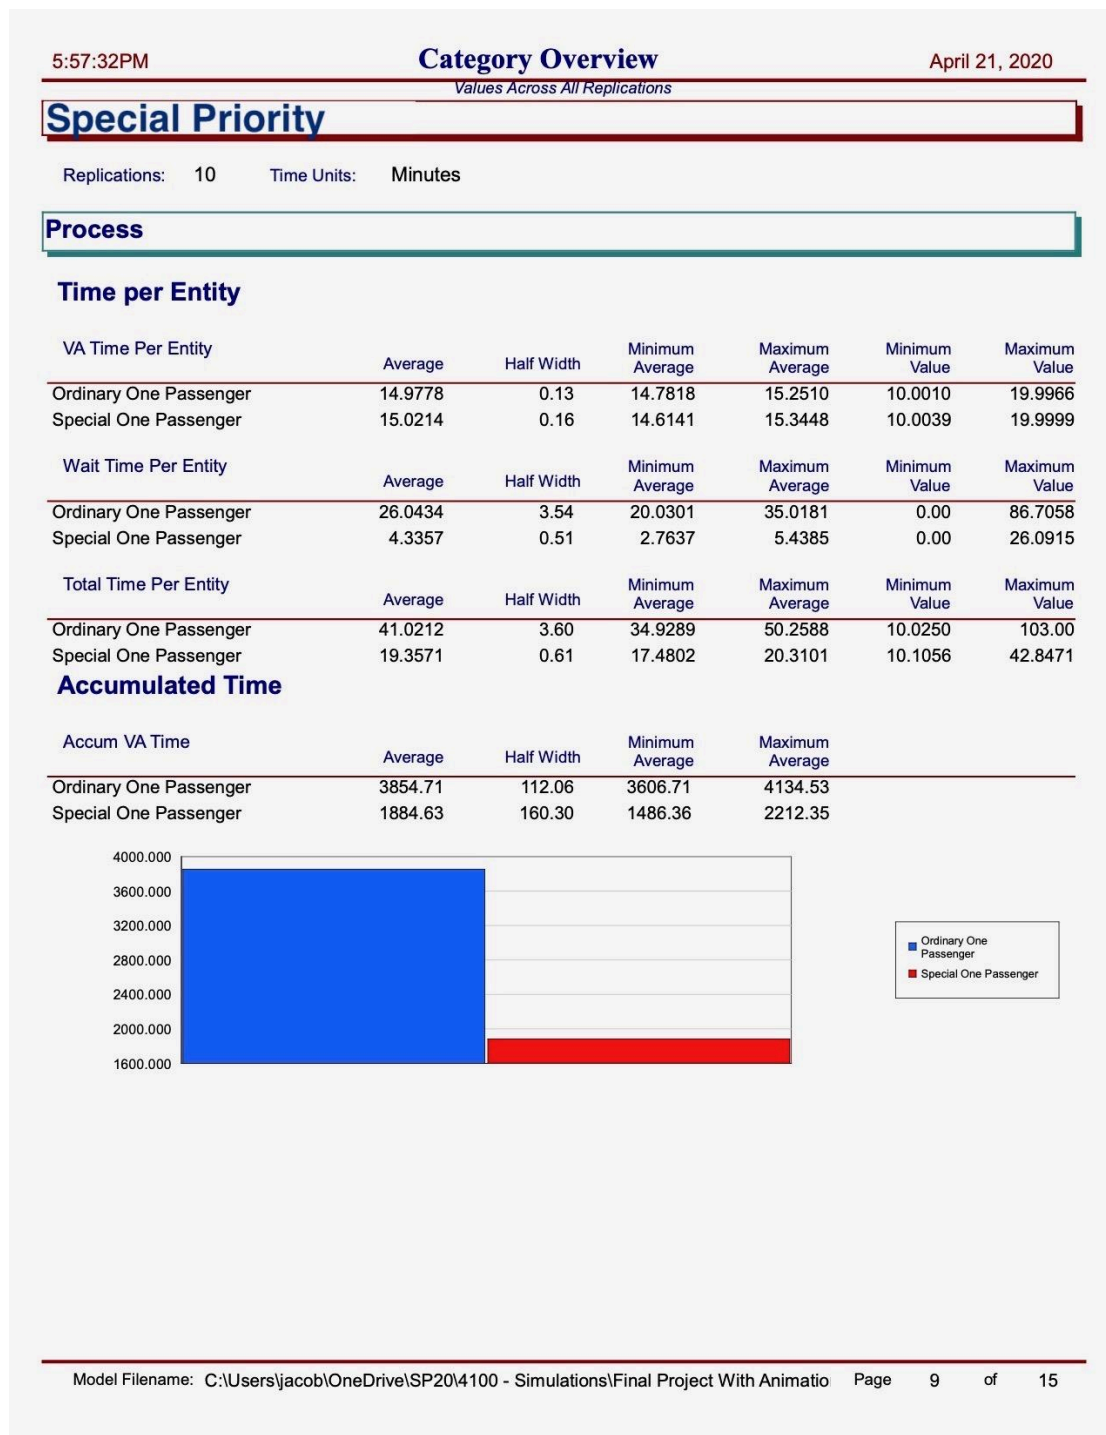 5:57:32PM Category Overview April 21, 2020
Values Across All Replications
Special Priority
Replications: 10 Time Units: Minutes
Process
Time per Entity
VA Time Per Entity Average Half Width Minimum Average Maximum Average Minimum Value Maximum Value
Ordinary One Passenger 14.9778 0.13 14.7818 15.2510 10.0010 19.9966
Special One Passenger 15.0214 0.16 14.6141 15.3448 10.0039 19.9999
Wait Time Per Entity Average Half Width Minimum Average Maximum Average Minimum Value Maximum Value
Ordinary One Passenger 26.0434 3.54 20.0301 35.0181 0.00 86.7058
Special One Passenger 4.3357 0.51 2.7637 5.4385 0.00 26.0915
Total Time Per Entity Average Half Width Minimum Average Maximum Average Minimum Value Maximum Value
Ordinary One Passenger 41.0212 3.60 34.9289 50.2588 10.0250 103.00
Special One Passenger 19.3571 0.61 17.4802 20.3101 10.1056 42.8471
Accumulated Time
Accum VA Time Average Half Width Minimum Average Maximum Average
Ordinary One Passenger 3854.71 112.06 3606.71 4134.53
Special One Passenger 1884.63 160.30 1486.36 2212.35
4000.000
3600.000
3200.000
2800.000
2400.000
2000.000
1600.000
Ordinary One
Passenger
Special One Passenger
Model Filename: C:\Users\jacob\OneDrive\SP20\4100 - Simulations\Final Project With Animatio Page 9 of 15